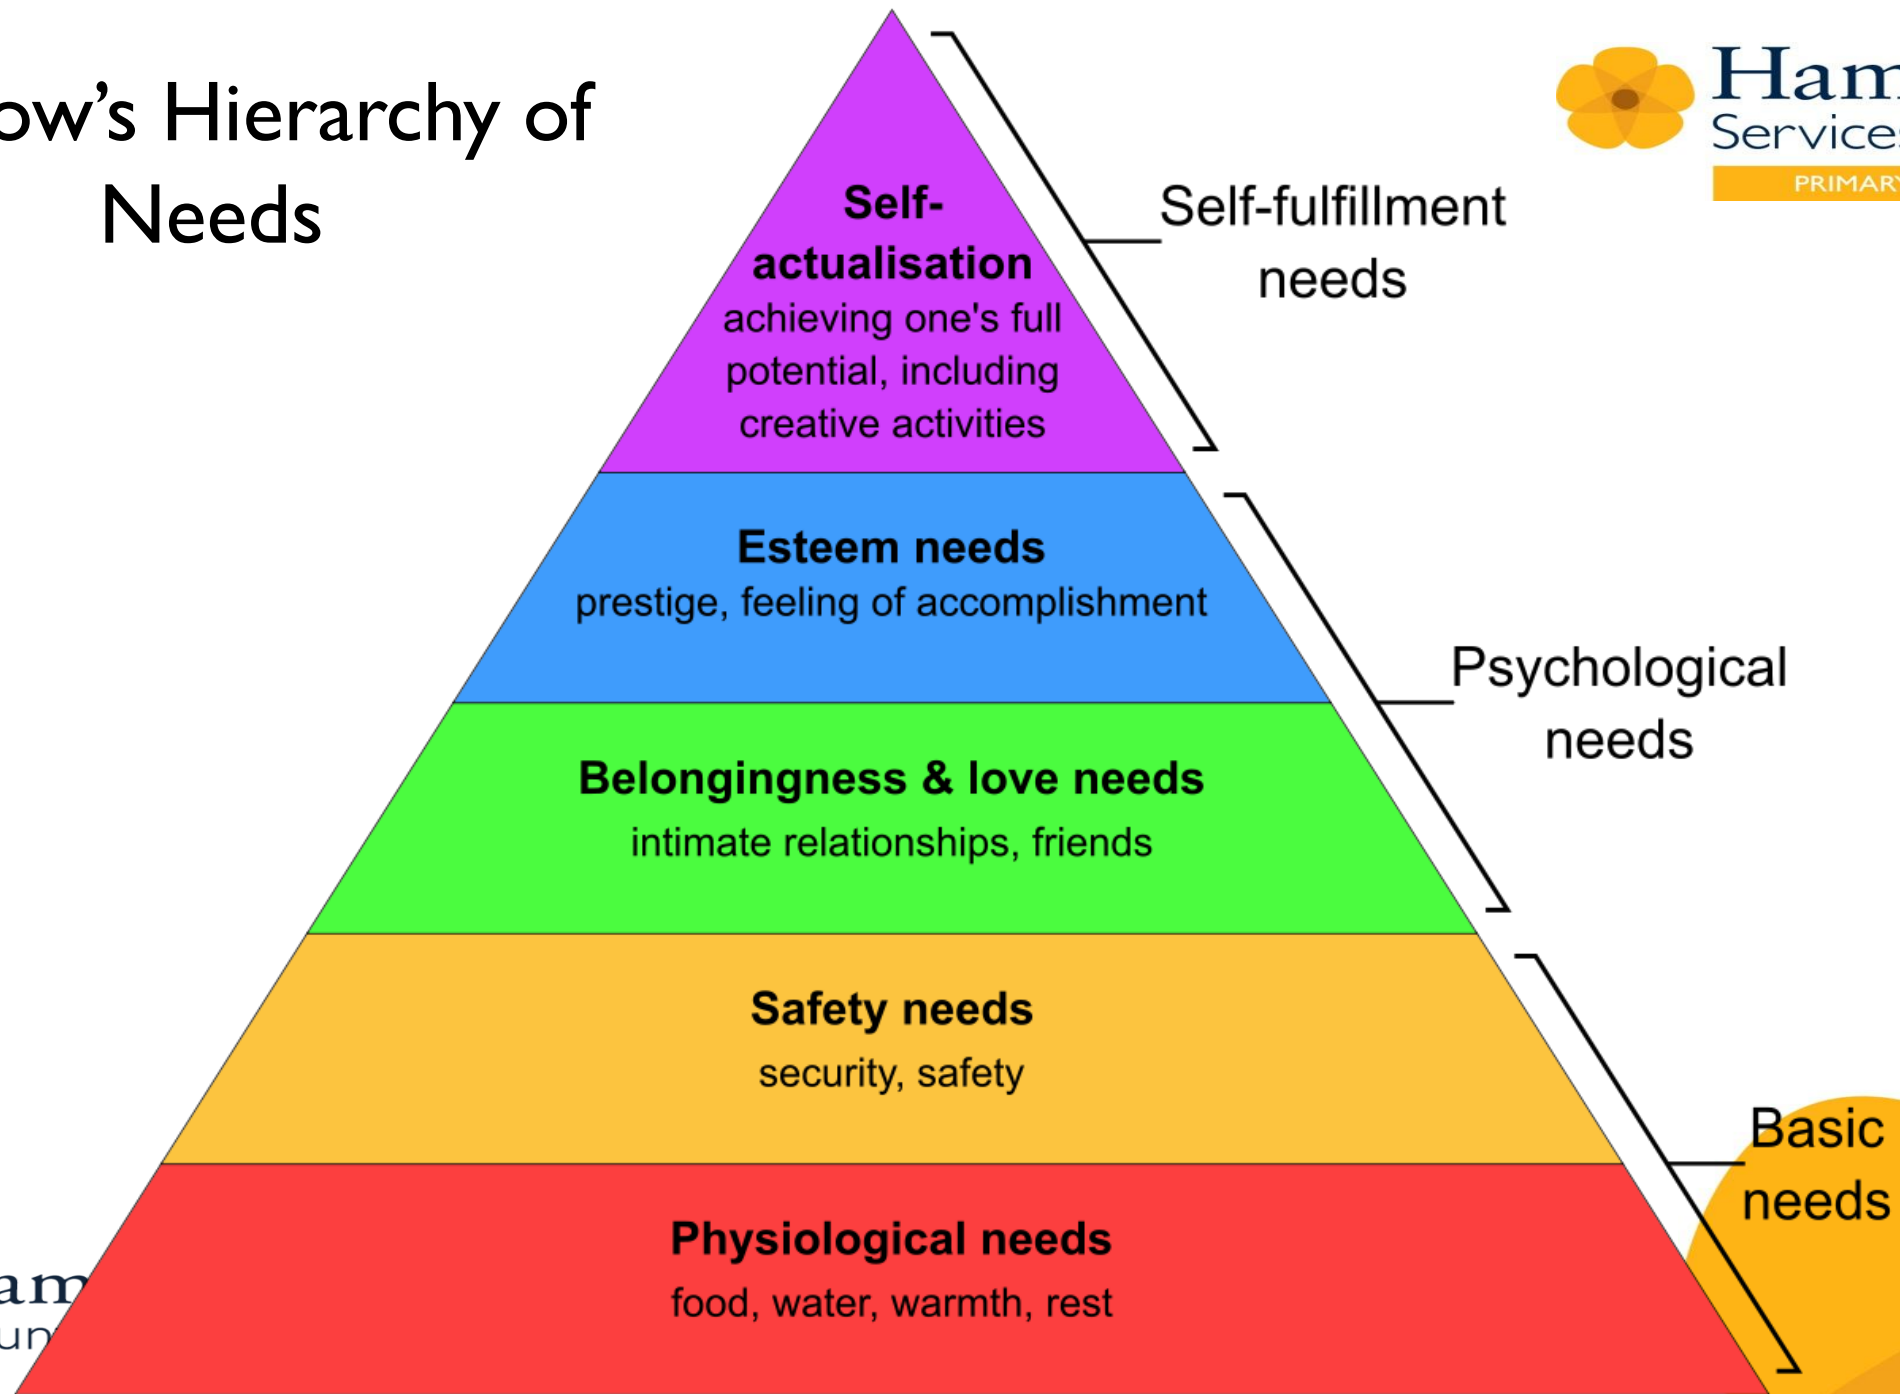 ow’s Hierarchy of
Needs
Ham
Services
PRIMARY
Self-
actualisation
achieving one's full
potential, including
creative activities
Self-fulfillment
needs
Esteem needs
prestige, feeling of accomplishment
Psychological
needs
Belongingness & love needs
intimate relationships, friends
Safety needs
security, safety
Basic
needs
Physiological needs
food, water, warmth, rest
am
un